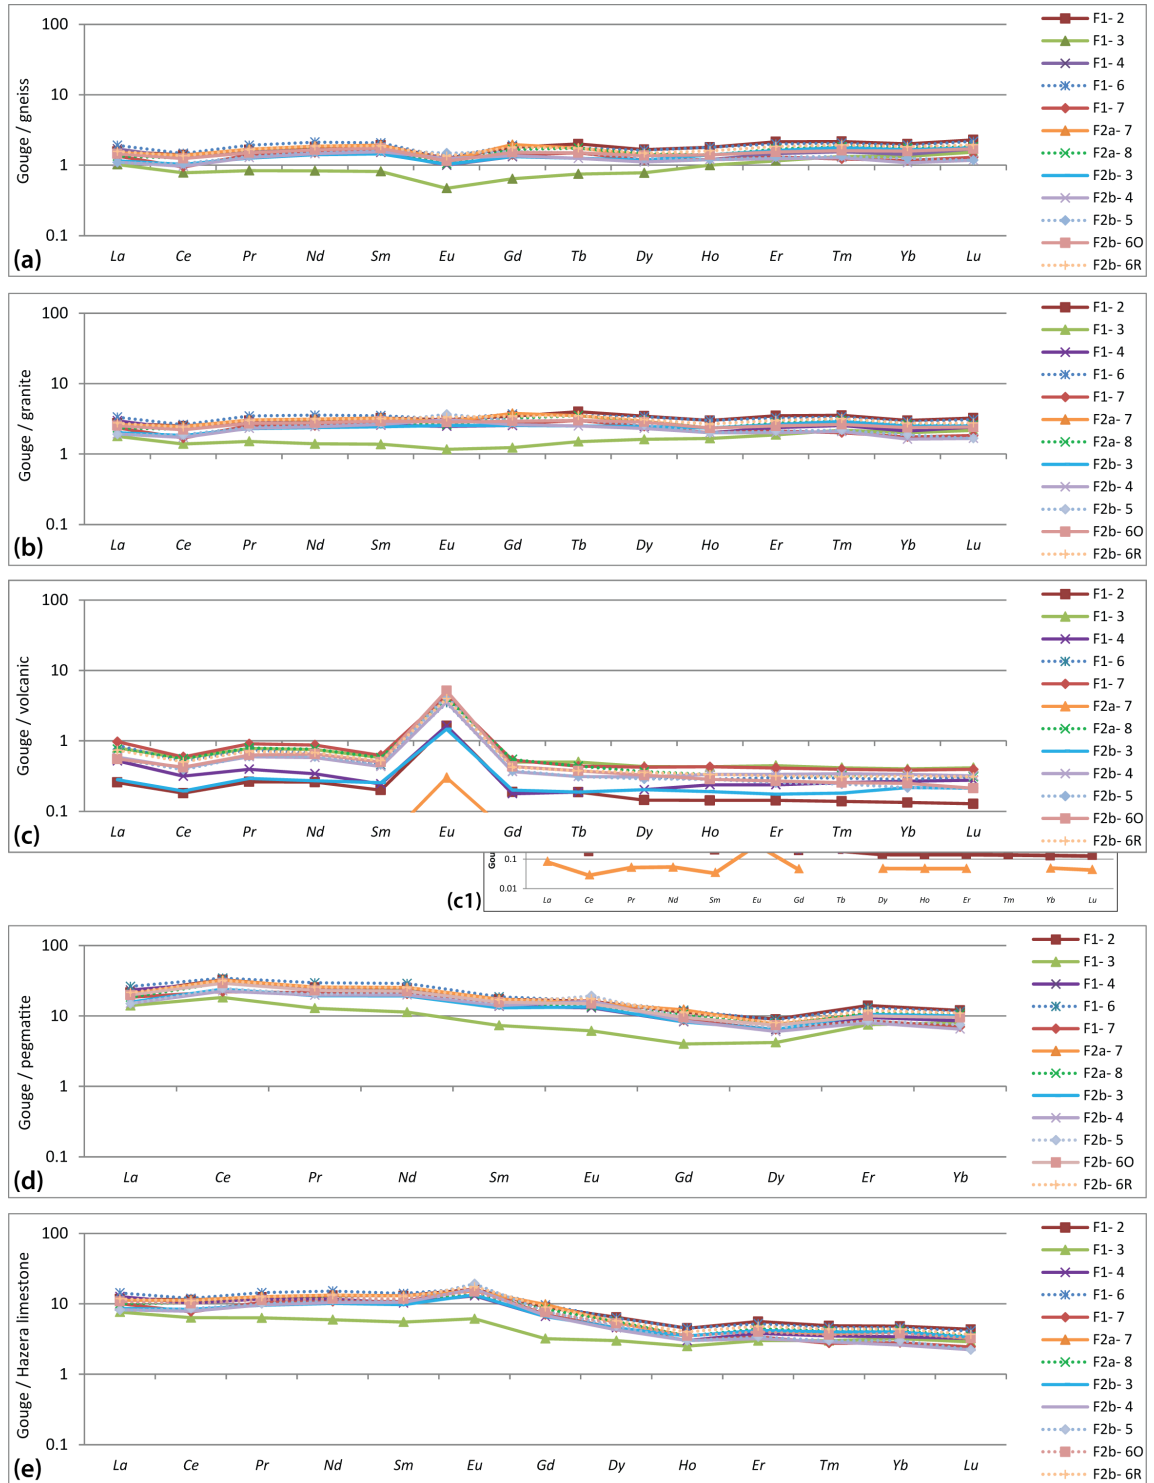 100
10
1
0.1
Gouge / gneiss
(a)
La Ce Pr Nd Sm Eu Gd Tb Dy Ho Er Tm Yb Lu
F1- 2
F1- 3
F1- 4
F1- 6
F1- 7
F2a- 7
F2a- 8
F2b- 3
F2b- 4
F2b- 5
F2b- 6O
F2b- 6R
100
10
1
0.1
Gouge / granite
(b)
La Ce Pr Nd Sm Eu Gd Tb Dy Ho Er Tm Yb Lu
F1- 2
F1- 3
F1- 4
F1- 6
F1- 7
F2a- 7
F2a- 8
F2b- 3
F2b- 4
F2b- 5
F2b- 6O
F2b- 6R
100
10
1
0.1
Gouge / volcanic
(c)
La Ce Pr Nd Sm Eu Gd Tb Dy Ho Er Tm Yb Lu
F1- 2
F1- 3
F1- 4
F1- 6
F1- 7
F2a- 7
F2a- 8
F2b- 3
F2b- 4
F2b- 5
F2b- 6O
F2b- 6R
0.1
0.01
Gou
(c1)
La Ce Pr Nd Sm Eu Gd Tb Dy Ho Er Tm Yb Lu
100
10
1
0.1
Gouge / pegmatite
(d)
La Ce Pr Nd Sm Eu Gd Dy Er Yb
F1- 2
F1- 3
F1- 4
F1- 6
F1- 7
F2a- 7
F2a- 8
F2b- 3
F2b- 4
F2b- 5
F2b- 6O
F2b- 6R
100
10
1
0.1
Gouge / Hazera limestone
(e)
La Ce Pr Nd Sm Eu Gd Dy Ho Er Tm Yb Lu
F1- 2
F1- 3
F1- 4
F1- 6
F1- 7
F2a- 7
F2a- 8
F2b- 3
F2b- 4
F2b- 5
F2b- 6O
F2b- 6R